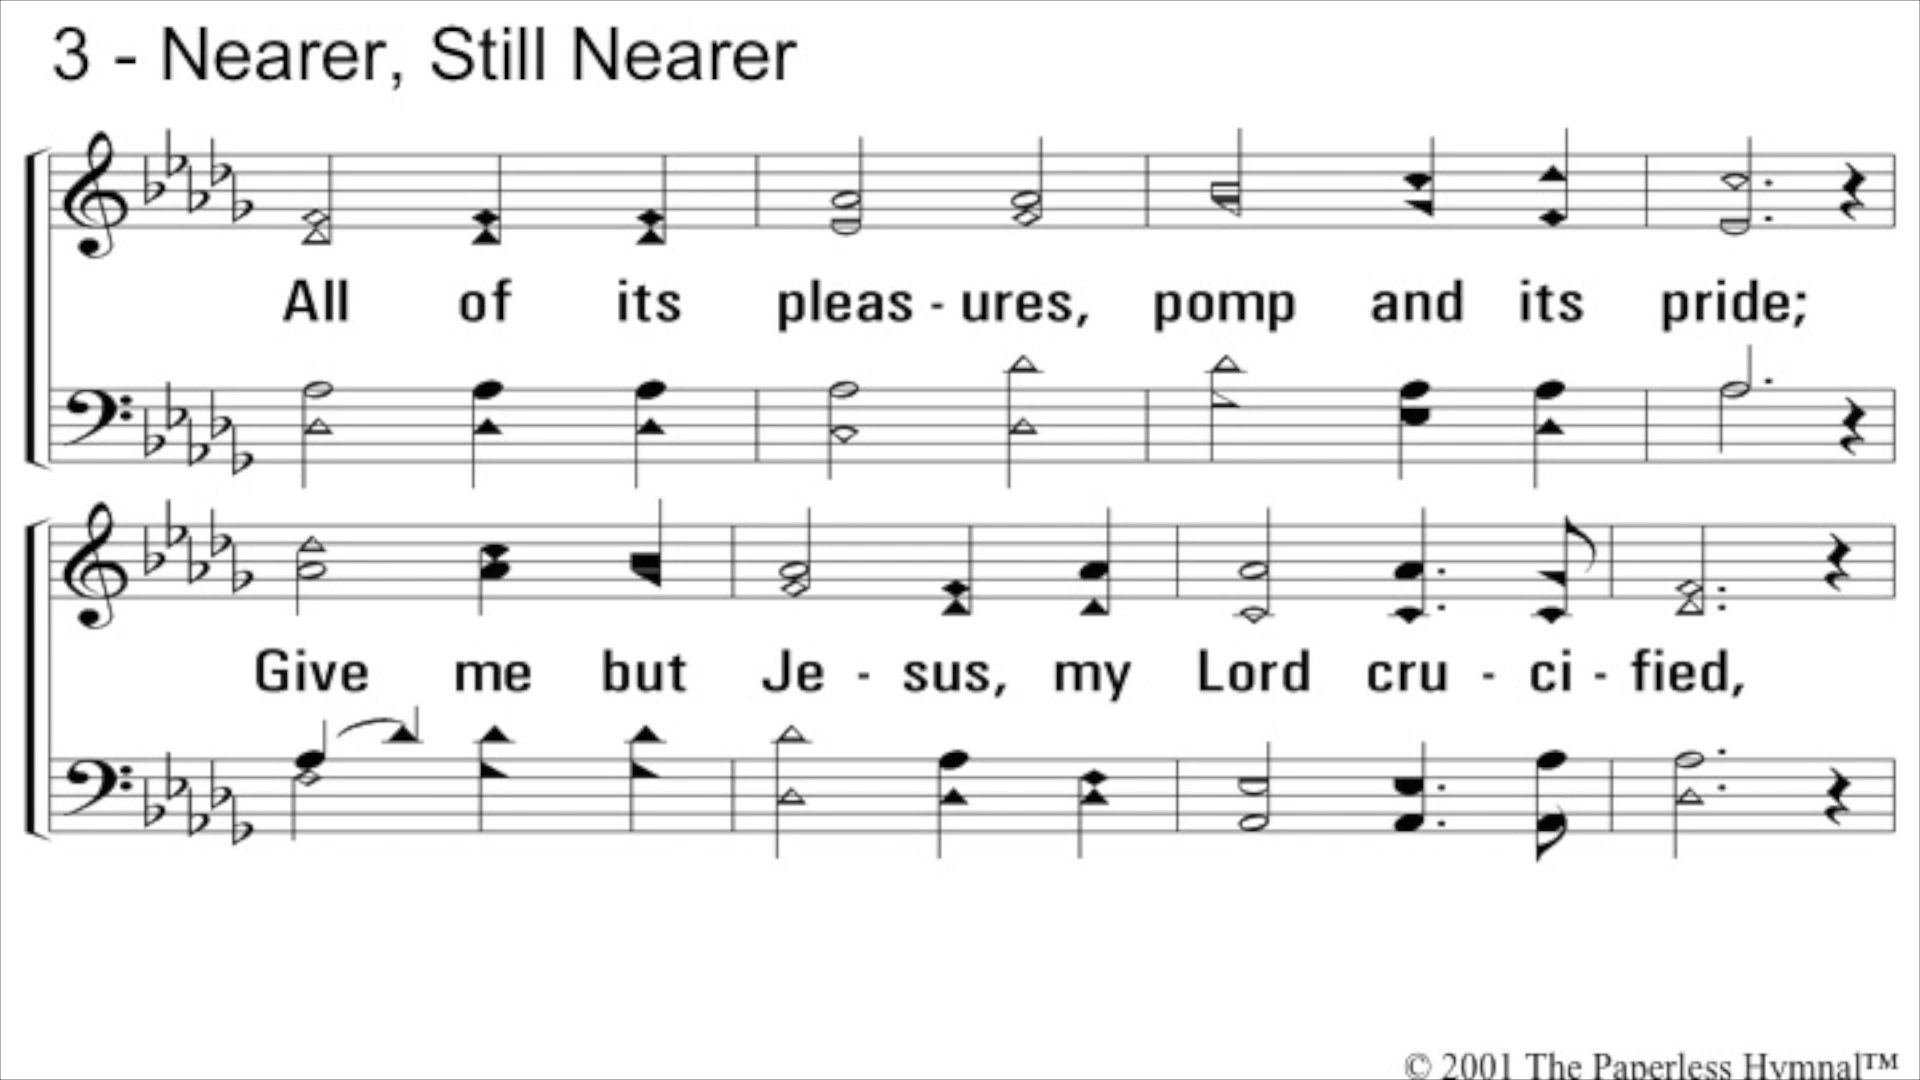 3 - Nearer, Still Nearer
All of its pleas - ures, pomp and its pride;
Give me but Je - sus, my Lord cru - ci - fied,
© 2001 The Paperless Hymnal™